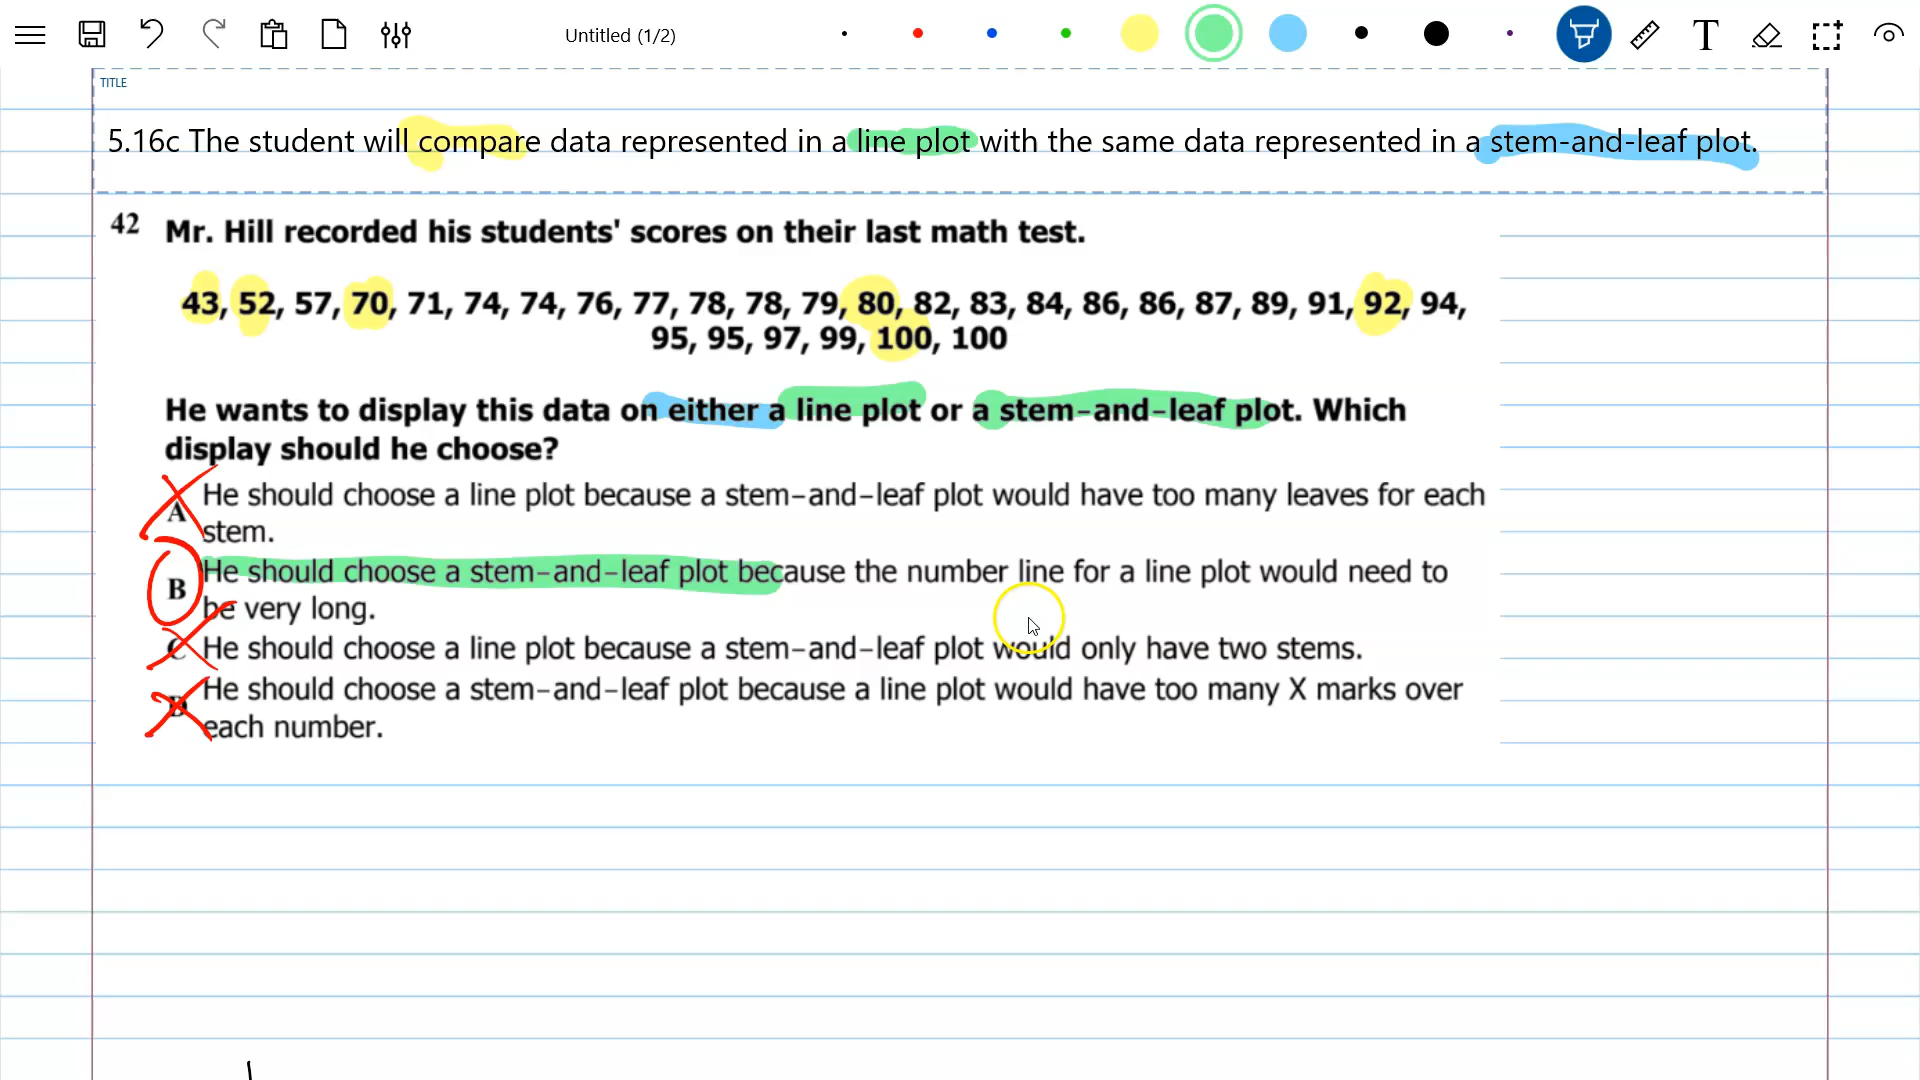 Untitled (1/2)
T
TITLE
5.16c The student will compare data represented in a line plot with the same data represented in a stem-and-leaf plot.
42 Mr. Hill recorded his students' scores on their last math test.
43, 52, 57, 70, 71, 74, 74, 76, 77, 78, 78, 79, 80, 82, 83, 84, 86, 86, 87, 89, 91, 92, 94,
95, 95, 97, 99, 100, 100
He wants to display this data on either a line plot or a stem-and-leaf plot. Which
display should he choose?
A He should choose a line plot because a stem-and-leaf plot would have too many leaves for each
stem.
B He should choose a stem-and-leaf plot because the number line for a line plot would need to
be very long.
C He should choose a line plot because a stem-and-leaf plot would only have two stems.
D He should choose a stem-and-leaf plot because a line plot would have too many X marks over
each number.